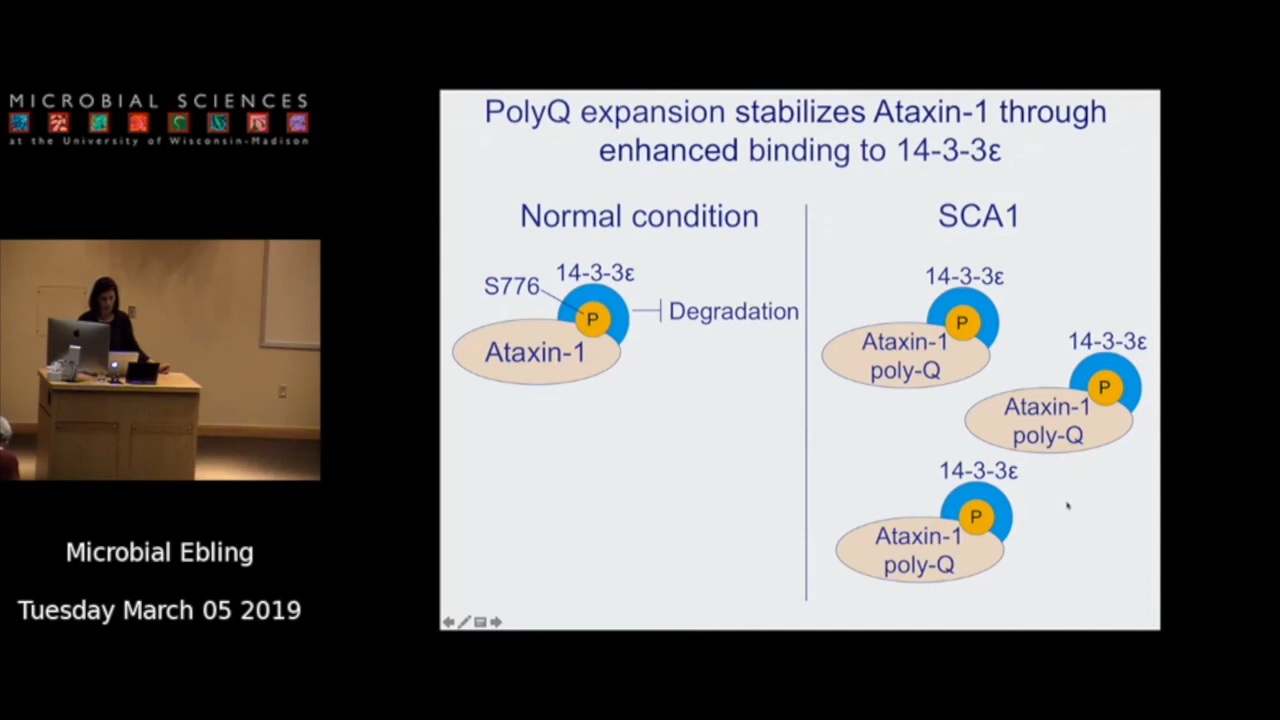 MICROBIAL SCIENCES
at the University of Wisconsin-Madison
Microbial Ebling
Tuesday March 05 2019
PolyQ expansion stabilizes Ataxin-1 through
enhanced binding to 14-3-3ε
Normal condition
S776
14-3-3ε
P
Degradation
Ataxin-1
SCA1
14-3-3ε
P
Ataxin-1
poly-Q
14-3-3ε
P
Ataxin-1
poly-Q
14-3-3ε
P
Ataxin-1
poly-Q